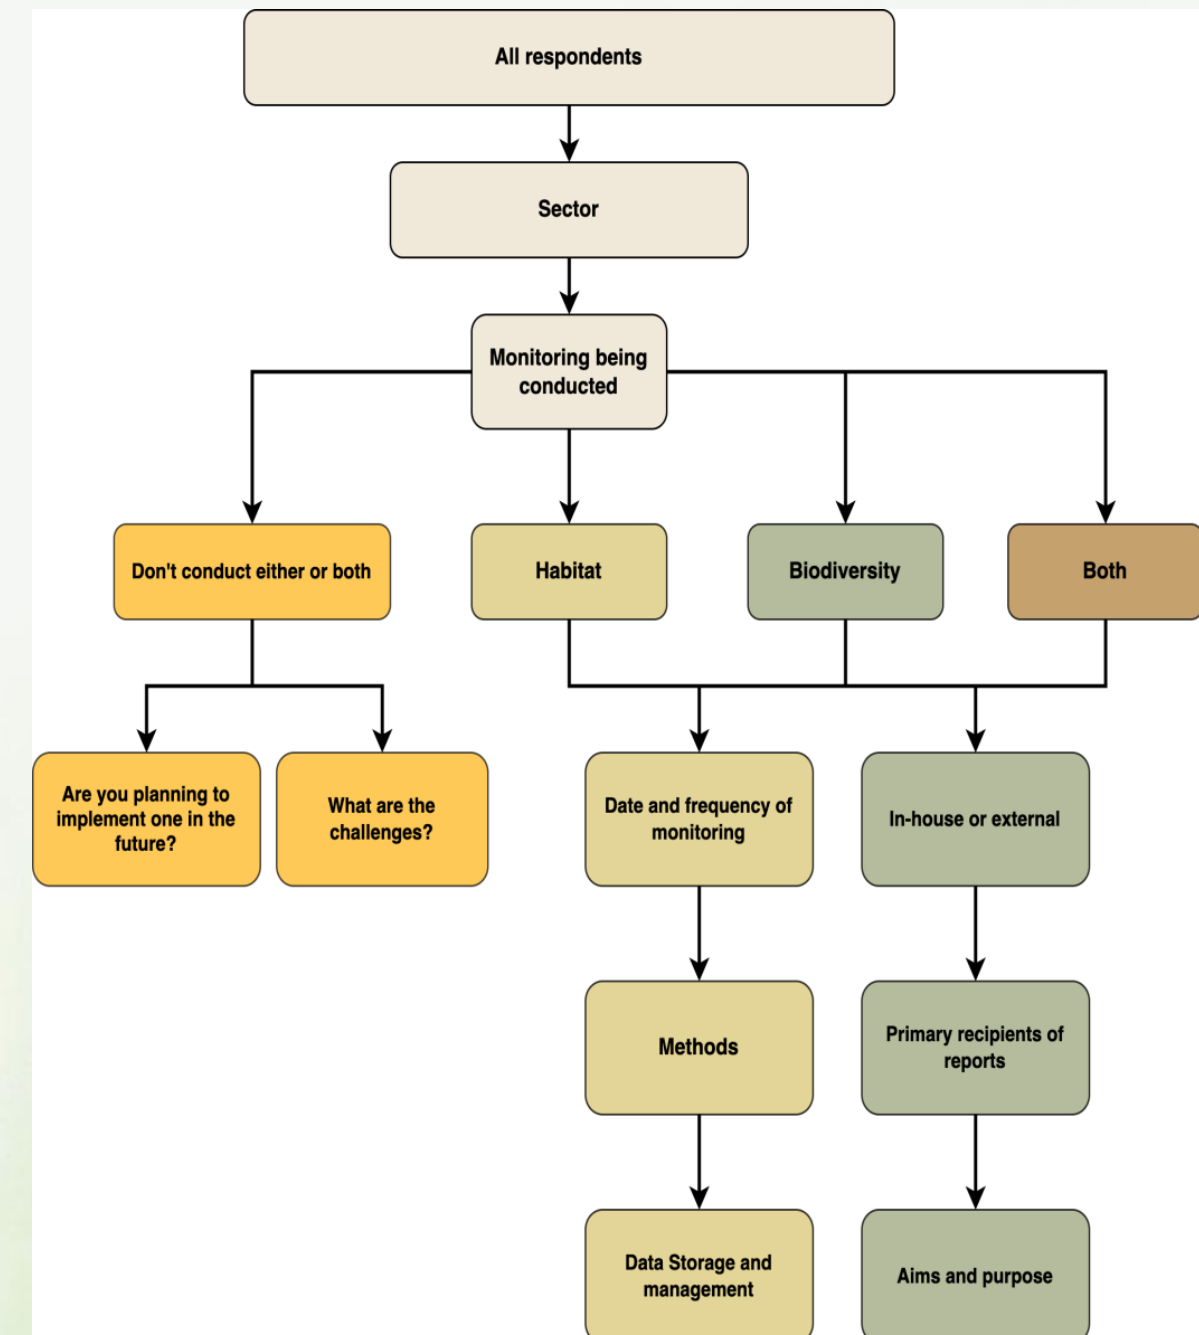 All respondents
Sector
Monitoring being
conducted
Don't conduct either or both
Habitat
Biodiversity
Both
Are you planning to
implement one in the
future?
What are the
challenges?
Date and frequency of
monitoring
In-house or external
Methods
Primary recipients of
reports
Data Storage and
management
Aims and purpose